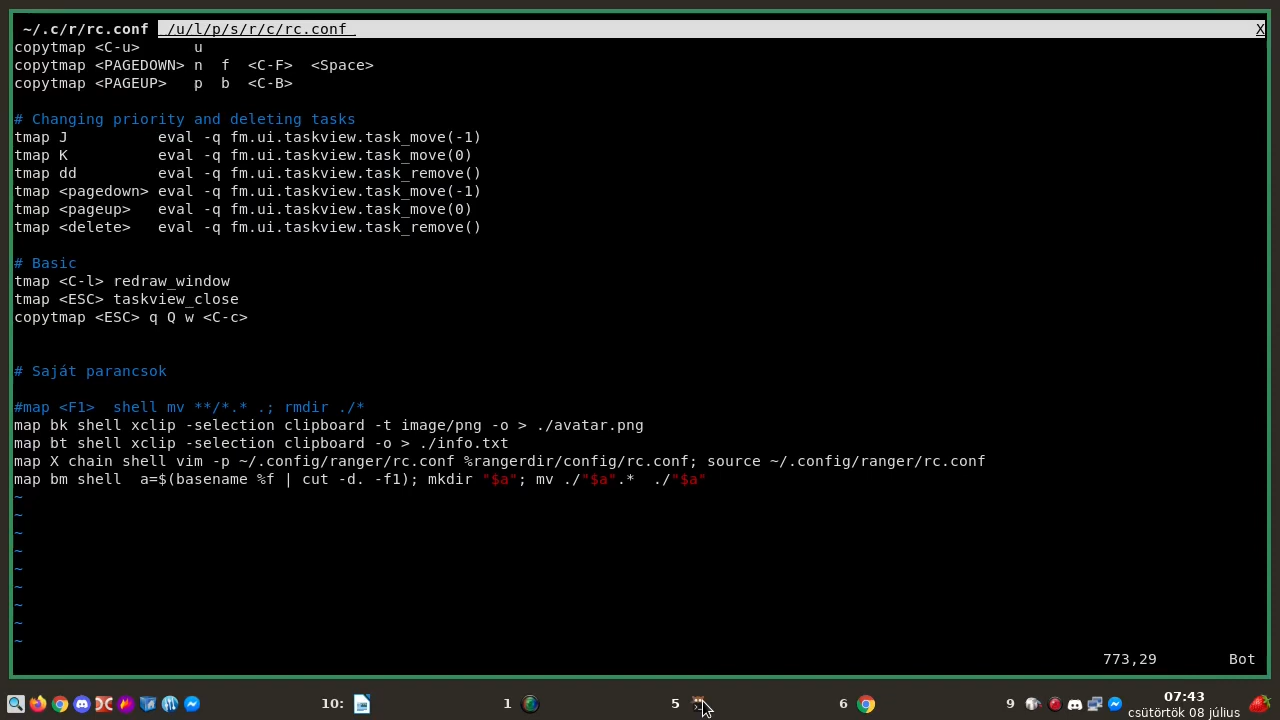 ~/.c/r/rc.conf /u/l/p/s/r/c/rc.conf X
copytmap <C-u>      u
copytmap <PAGEDOWN> n  f  <C-F>  <Space>
copytmap <PAGEUP>   p  b  <C-B>
# Changing priority and deleting tasks
tmap J          eval -q fm.ui.taskview.task_move(-1)
tmap K          eval -q fm.ui.taskview.task_move(0)
tmap dd         eval -q fm.ui.taskview.task_remove()
tmap <pagedown> eval -q fm.ui.taskview.task_move(-1)
tmap <pageup>   eval -q fm.ui.taskview.task_move(0)
tmap <delete>   eval -q fm.ui.taskview.task_remove()
# Basic
tmap <C-l> redraw_window
tmap <ESC> taskview_close
copytmap <ESC> q Q w <C-c>
# Saját parancsok
#map <F1>  shell mv **/*.* .; rmdir ./*
map bk shell xclip -selection clipboard -t image/png -o > ./avatar.png
map bt shell xclip -selection clipboard -o > ./info.txt
map X chain shell vim -p ~/.config/ranger/rc.conf %rangerdir/config/rc.conf; source ~/.config/ranger/rc.conf
map bm shell  a=$(basename %f | cut -d. -f1); mkdir "$a"; mv ./"$a".*  ./"$a"
~
~
~
~
~
~
~
~
~
773,29 Bot
10: 1 5 6 9 07:43
csütörtök 08 július